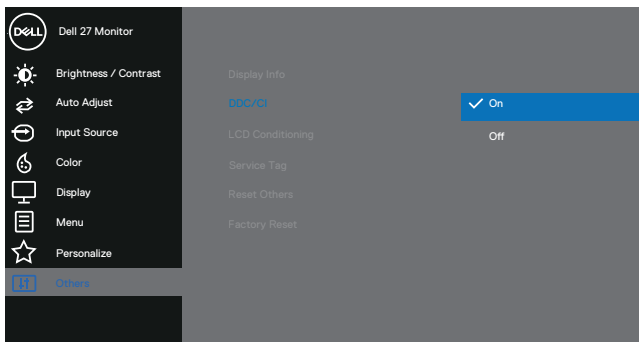 DELL
Dell 27 Monitor
Brightness / Contrast
Auto Adjust
Input Source
Color
Display
Menu
Personalize
Others
Display Info
DDC/CI
LCD Conditioning
Service Tag
Reset Others
Factory Reset
On
Off